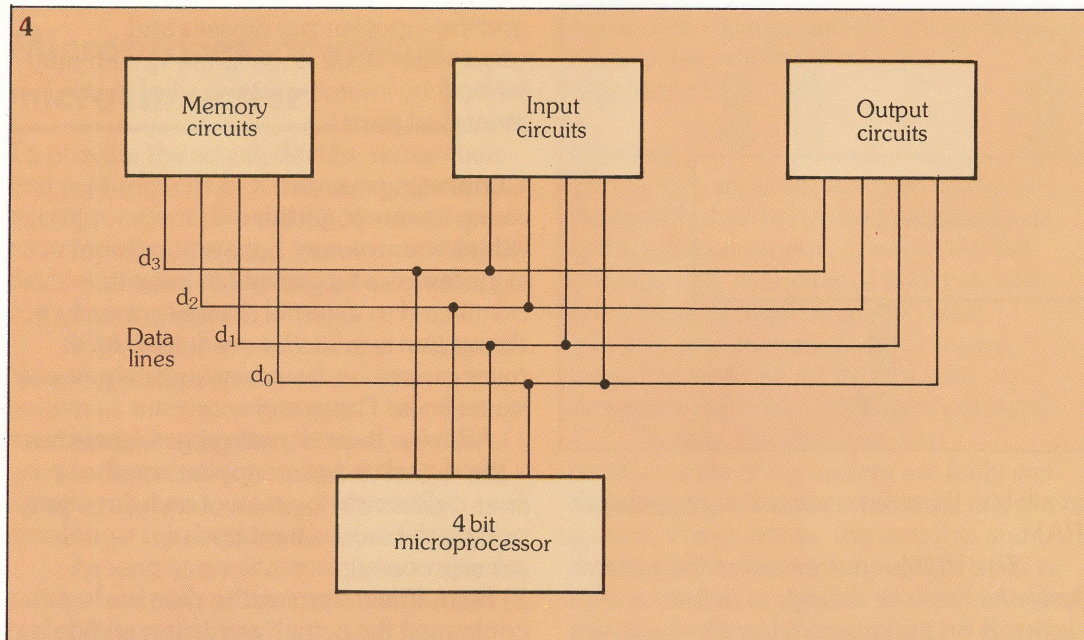 4
Memory
circuits
Input
circuits
Output
circuits
d₃
d₂
Data
lines
d₁
d₀
4 bit
microprocessor